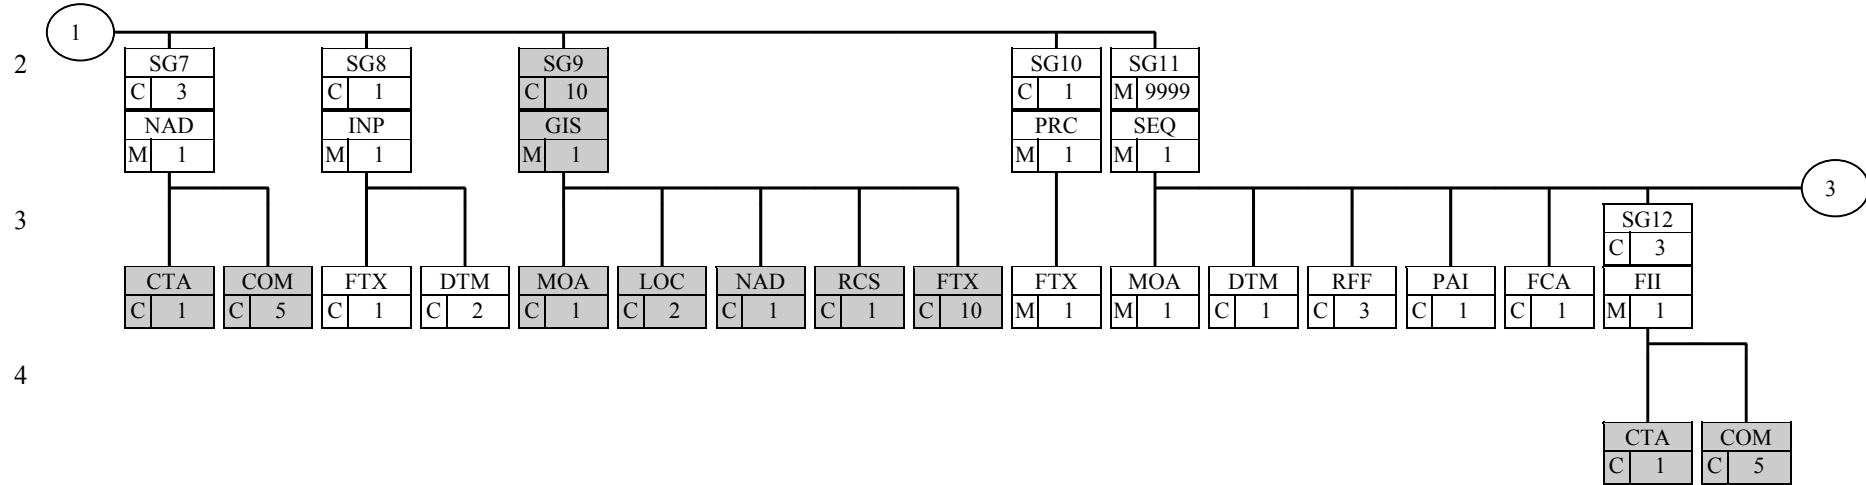 1
2 SG7 SG8 SG9 SG10 SG11
C 3 C 1 C 10 C 1 M 9999
NAD INP GIS PRC SEQ
M 1 M 1 M 1 M 1 M 1
3
3 SG12
C 3
CTA COM FTX DTM MOA LOC NAD RCS FTX FTX MOA DTM RFF PAI FCA FII
C 1 C 5 C 1 C 2 C 1 C 2 C 1 C 1 C 10 M 1 M 1 C 1 C 3 C 1 C 1 M 1
4
CTA COM
C 1 C 5